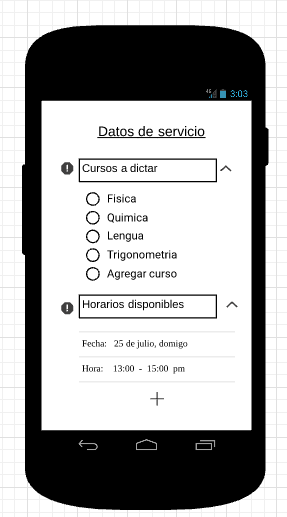 4G 3:03
Datos de servicio
Cursos a dictar
Fisica
Quimica
Lengua
Trigonometria
Agregar curso
Horarios disponibles
Fecha: 25 de julio, domigo
Hora: 13:00 - 15:00 pm